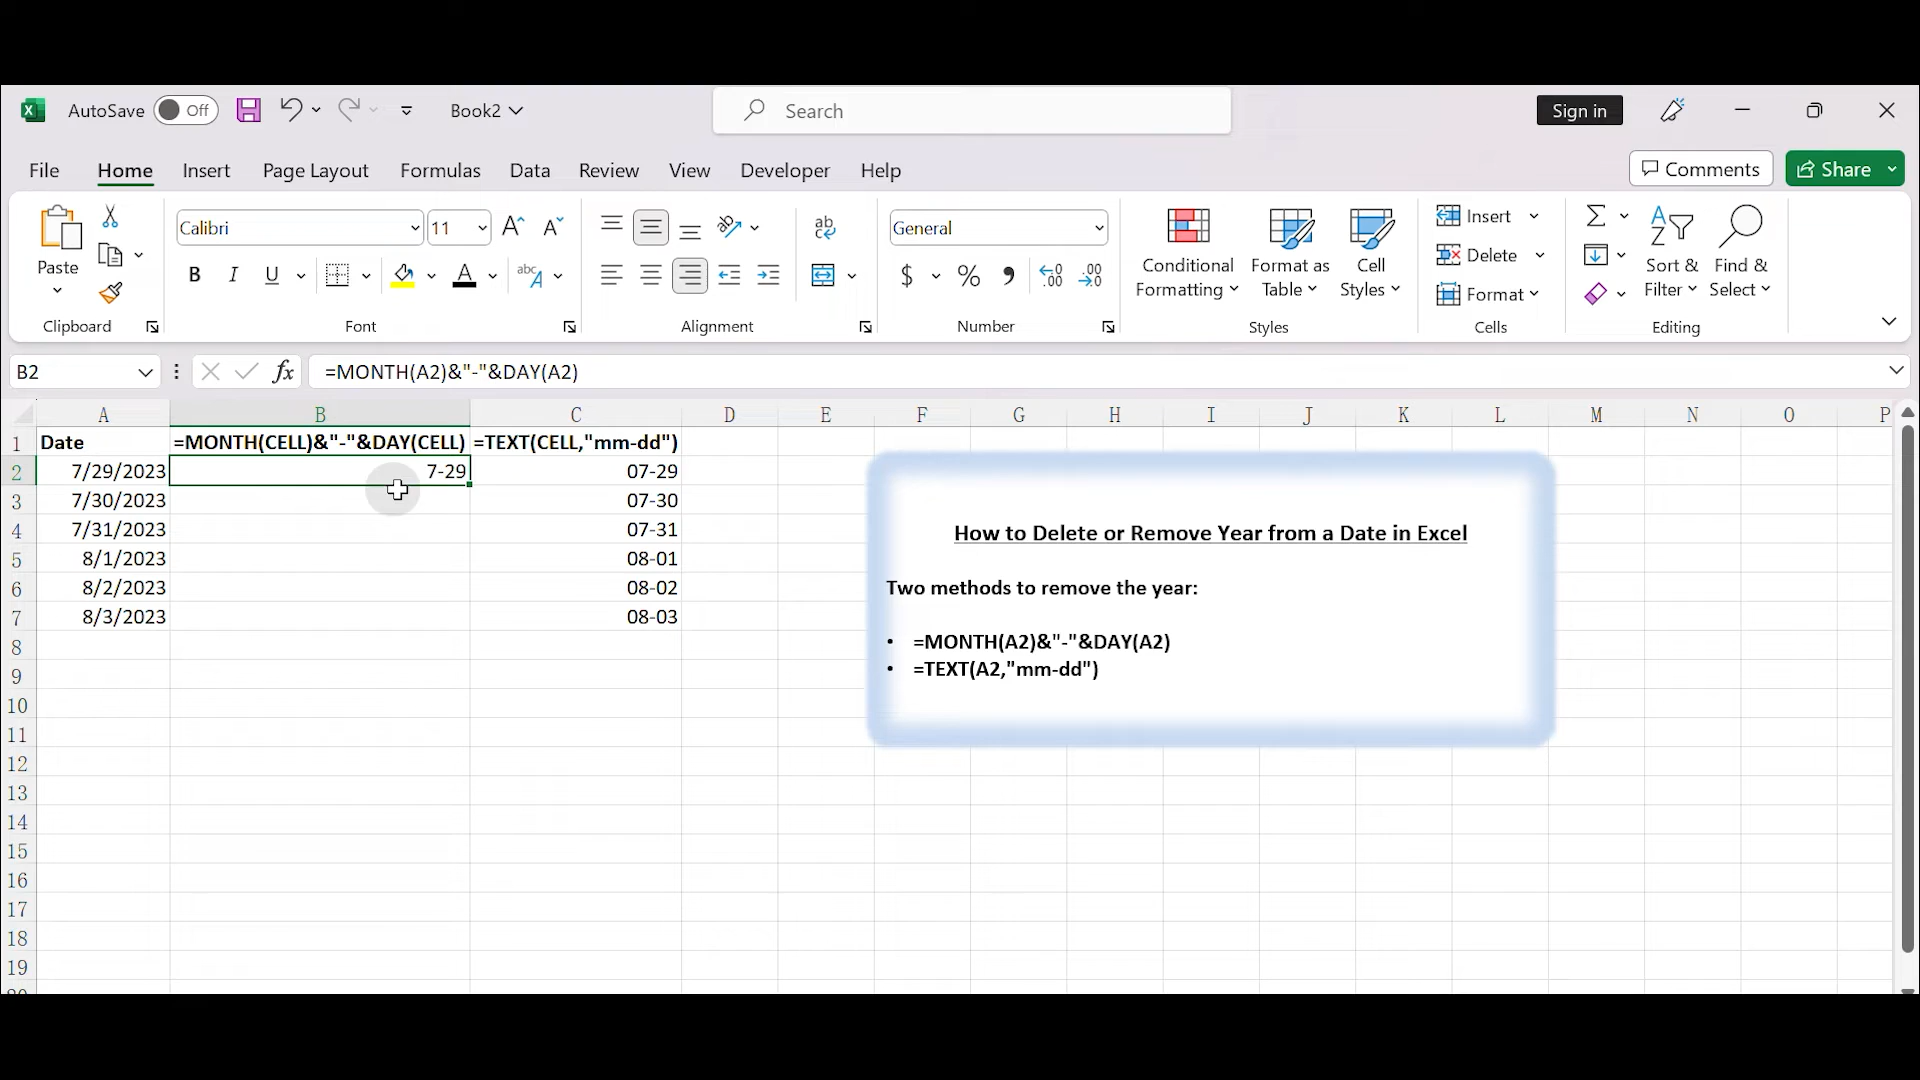 AutoSave Off Book2 Search Sign in
File Home Insert Page Layout Formulas Data Review View Developer Help Comments Share
Paste
Clipboard
Calibri 11
B I U A
Font
ab
Alignment
General
$ % 9 .00 .00
Number
Conditional Formatting
Format as Table
Cell Styles
Styles
Insert
Delete
Format
Cells
Sort & Filter
Find & Select
Editing
B2 fx =MONTH(A2)&"-"&DAY(A2)
A B C D E F G H I J K L M N O P
1 Date =MONTH(CELL)&"-"&DAY(CELL) =TEXT(CELL,"mm-dd")
2 7/29/2023 7-29 07-29
3 7/30/2023 07-30
4 7/31/2023 07-31
5 8/1/2023 08-01
6 8/2/2023 08-02
7 8/3/2023 08-03
8
9
10
11
12
13
14
15
16
17
18
19
How to Delete or Remove Year from a Date in Excel
Two methods to remove the year:
• =MONTH(A2)&"-"&DAY(A2)
• =TEXT(A2,"mm-dd")